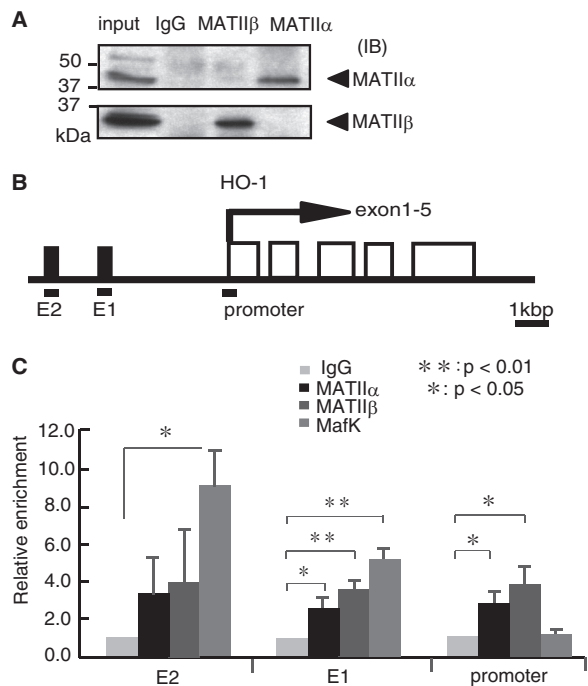 A
input IgG MATIIβ MATIIα
(IB)
50
37
MATIIα
37
kDa
MATIIβ
B
HO-1
exon1-5
E2 E1 promoter 1kbp
C
IgG
MATIIα
MATIIβ
MafK
＊＊: p < 0.01
＊: p < 0.05
Relative enrichment
12.0
10.0
8.0
6.0
4.0
2.0
0.0
＊
＊＊
＊＊
＊
＊
＊
E2 E1 promoter